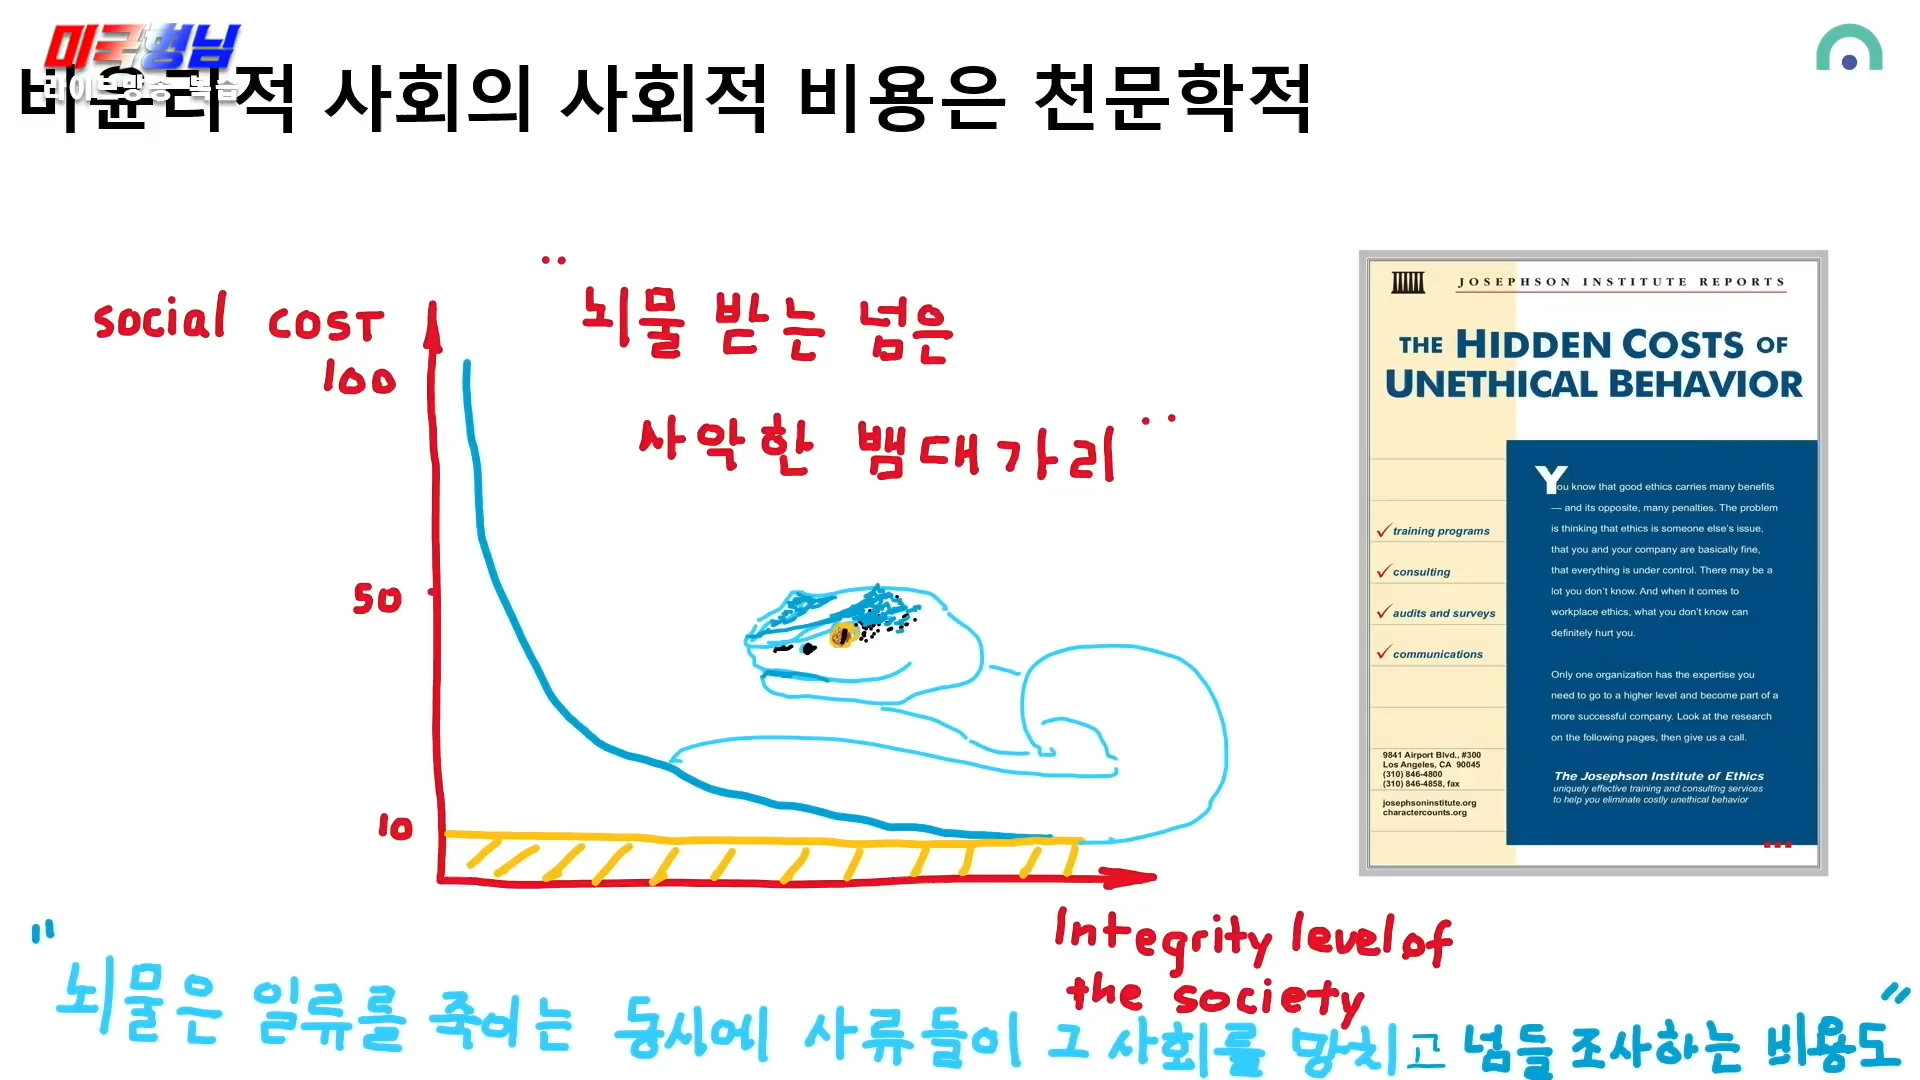 미국형님
라이브방송 복습
비윤리적 사회의 사회적 비용은 천문학적
social cost
100
50
10
뇌물 받는 넘은
사악한 뱀대가리
Integrity level of
the society
"뇌물은 일류를 죽이는 동시에 사류들이 그 사회를 망치고 넘들 조사하는 비용도"
JOSEPHSON INSTITUTE REPORTS
THE HIDDEN COSTS OF
UNETHICAL BEHAVIOR
training programs
consulting
audits and surveys
communications
9841 Airport Blvd., #300
Los Angeles, CA 90045
(310) 846-4800
(310) 846-4858, fax
josephsoninstitute.org
charactercounts.org
You know that good ethics carries many benefits
— and its opposite, many penalties. The problem
is thinking that ethics is someone else's issue,
that you and your company are basically fine,
that everything is under control. There may be a
lot you don't know. And when it comes to
workplace ethics, what you don't know can
definitely hurt you.
Only one organization has the expertise you
need to go to a higher level and become part of a
more successful company. Look at the research
on the following pages, then give us a call.
The Josephson Institute of Ethics
uniquely effective training and consulting services
to help you eliminate costly unethical behavior